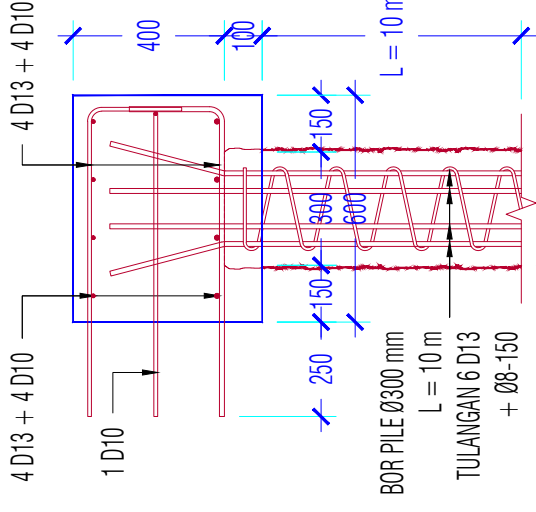 4 D13 + 4 D10
4 D13 + 4 D10
1 D10
400
100
L = 10 m
150
300
600
150
250
BOR PILE Ø300 mm
L = 10 m
TULANGAN 6 D13
+ Ø8-150